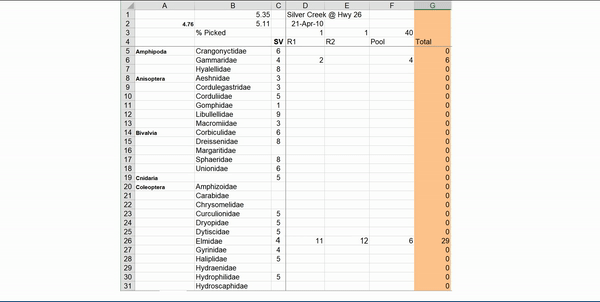 A B C D E F G
1 5.35 Silver Creek @ Hwy 26
2 4.76 5.11 21-Apr-10
3 % Picked 1 1 40
4 SV R1 R2 Pool Total
5 Amphipoda Crangonyctidae 6 0
6 Gammaridae 4 2 4 6
7 Hyalellidae 8 0
8 Anisoptera Aeshnidae 3 0
9 Cordulegastridae 3 0
10 Corduliidae 5 0
11 Gomphidae 1 0
12 Libullellidae 9 0
13 Macromiidae 3 0
14 Bivalvia Corbiculidae 6 0
15 Dreissenidae 8 0
16 Margaritidae 0
17 Sphaeridae 8 0
18 Unionidae 6 0
19 Cnidaria 5 0
20 Coleoptera Amphizoidae 0
21 Carabidae 0
22 Chrysomelidae 0
23 Curculionidae 5 0
24 Dryopidae 5 0
25 Dytiscidae 5 0
26 Elmidae 4 11 12 6 29
27 Gyrinidae 4 0
28 Haliplidae 5 0
29 Hydraenidae 0
30 Hydrophilidae 5 0
31 Hydroscaphidae 0